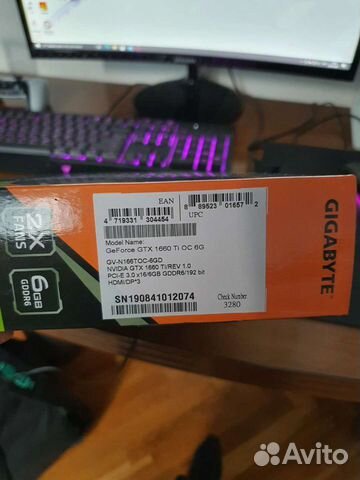 EAN
4 719331 304454
8 89523 01657 2
UPC
Model Name:
GeForce GTX 1660 Ti OC 6G
GV-N166TOC-6GD
NVIDIA GTX 1660 TI/REV 1.0
PCI-E 3.0 x16/6GB GDDR6/192 bit
HDMI/DP*3
SN190841012074
Check Number
3280
2X
FANS
6GB
GDDR6
GIGABYTE
Avito